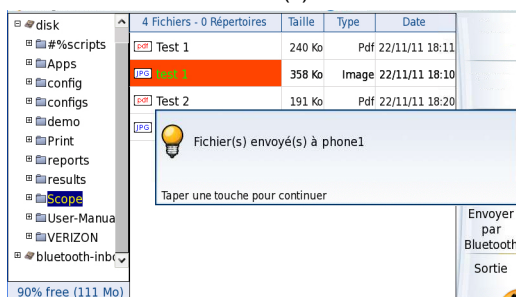 disk
#%scripts
Apps
config
configs
demo
Print
reports
results
Scope
User-Manua
VERIZON
bluetooth-inbo
90% free (111 Mo)
4 Fichiers - 0 Répertoires Taille Type Date
pdf Test 1 240 Ko Pdf 22/11/11 18:11
JPG test 1 358 Ko Image 22/11/11 18:10
pdf Test 2 191 Ko Pdf 22/11/11 18:20
JPG
Fichier(s) envoyé(s) à phone1
Taper une touche pour continuer
Envoyer
par
Bluetooth
Sortie